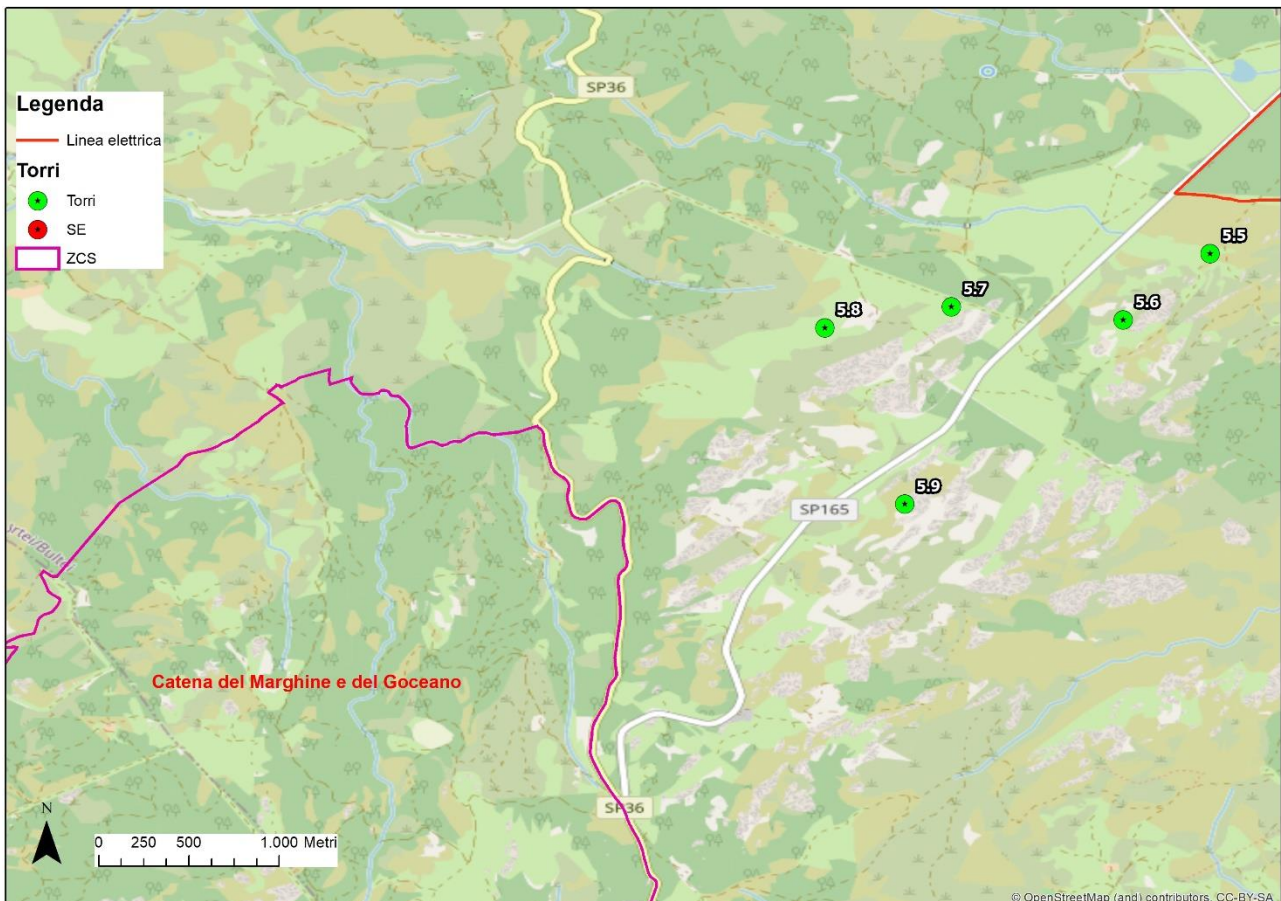 SP36
Legenda
Linea elettrica
Torri
Torri
SE
ZCS
5.5
5.7
5.6
5.8
5.9
SP165
Catena del Marghine e del Goceano
SP36
N
0 250 500 1.000 Metri
© OpenStreetMap (and) contributors, CC-BY-SA